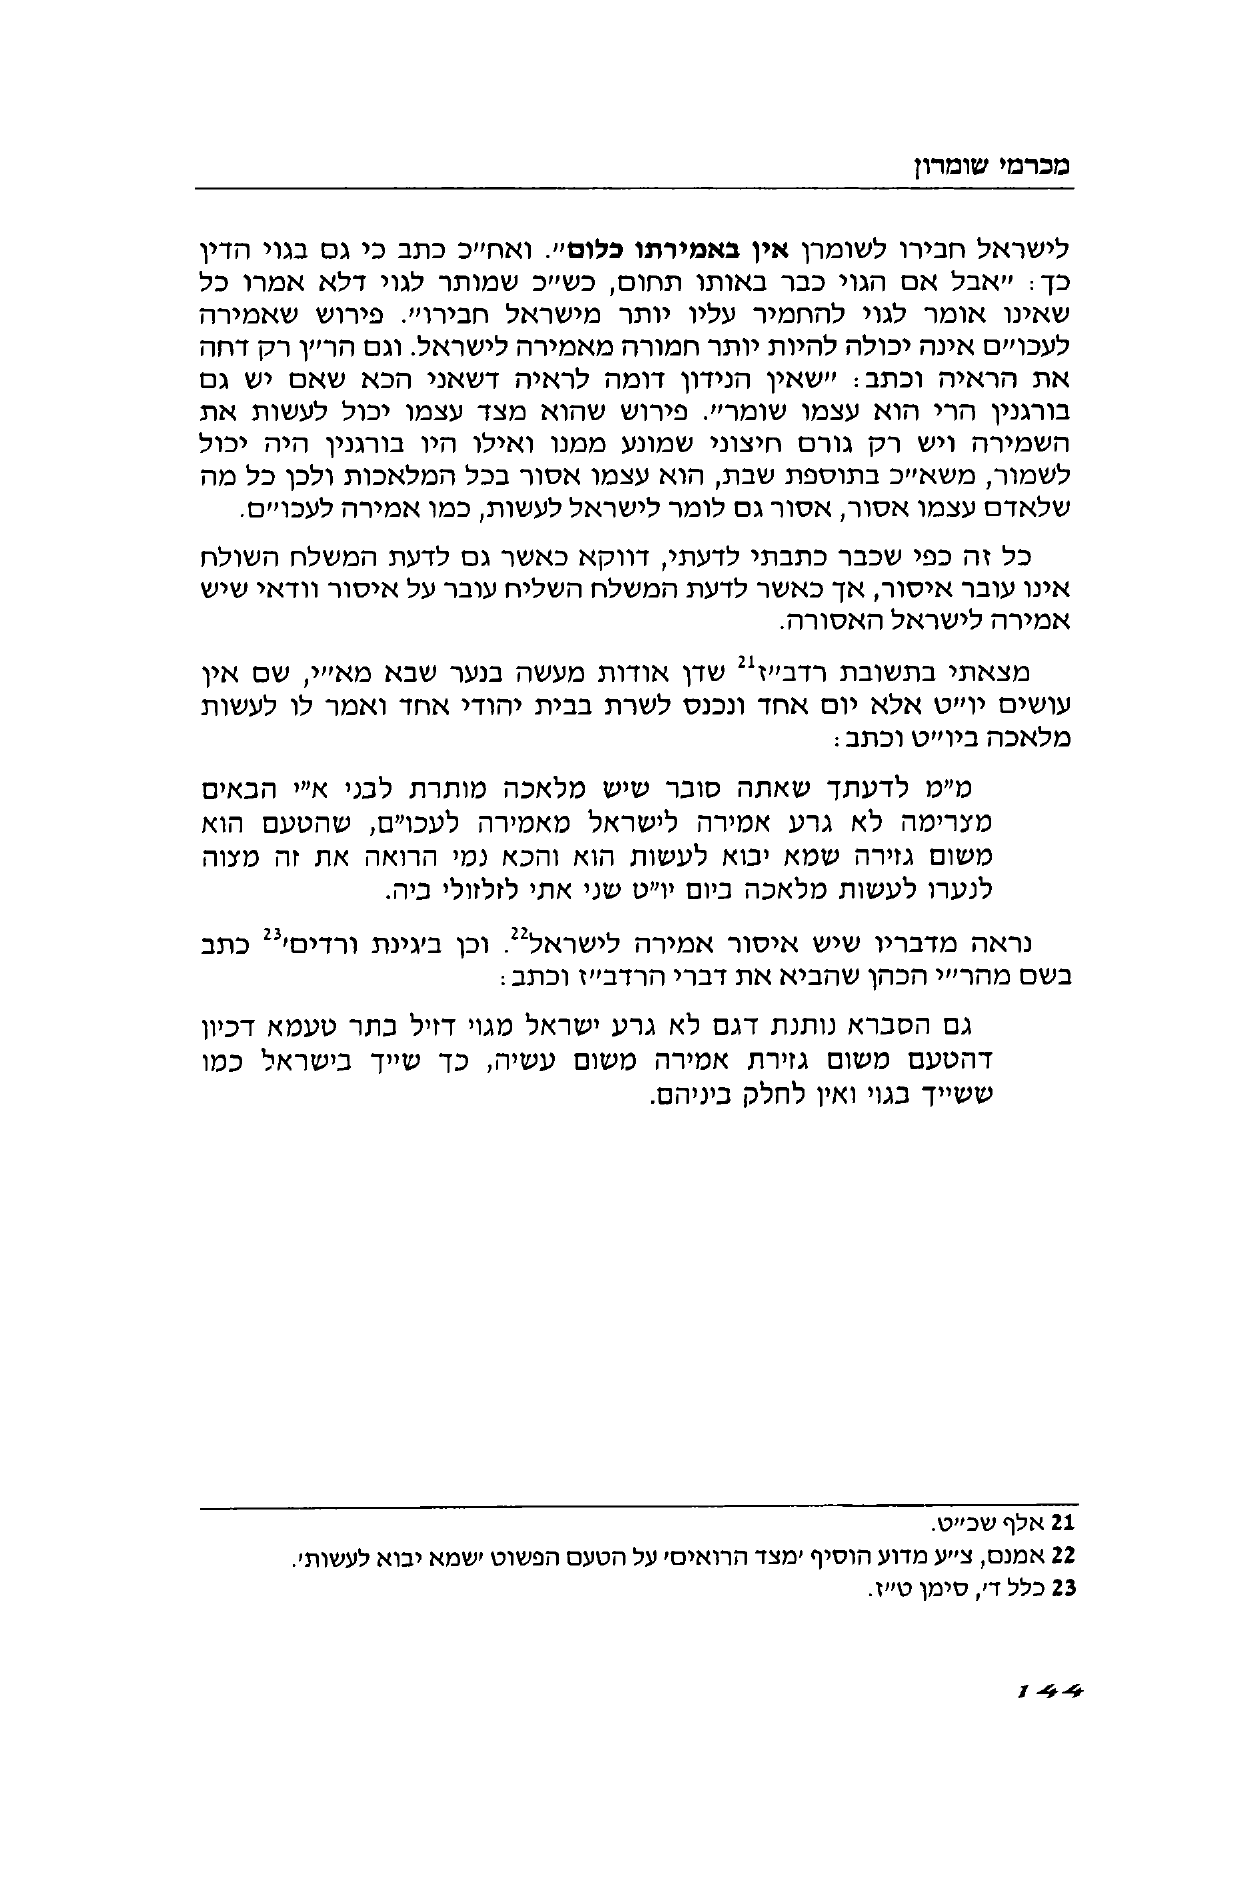 מכרמי שומרון
לישראל חבירו לשומרן אין באמירתו כלום". ואח"כ כתב כי גם בגוי הדין
כך: "אבל אם הגוי כבר באותו תחום, כש"כ שמותר לגוי דלא אמרו כל
שאינו אומר לגוי להחמיר עליו יותר מישראל חבירו". פירוש שאמירה
לעכו"ם אינה יכולה להיות יותר חמורה מאמירה לישראל. וגם הר"ן רק דחה
את הראיה וכתב: "שאין הנידון דומה לראיה דשאני הכא שאם יש גם
בורגנין הרי הוא עצמו שומר". פירוש שהוא מצד עצמו יכול לעשות את
השמירה ויש רק גורם חיצוני שמונע ממנו ואילו היו בורגנין היה יכול
לשמור, משא"כ בתוספת שבת, הוא עצמו אסור בכל המלאכות ולכן כל מה
שלאדם עצמו אסור, אסור גם לומר לישראל לעשות, כמו אמירה לעכו"ם.
כל זה כפי שכבר כתבתי לדעתי, דווקא כאשר גם לדעת המשלח השולח
אינו עובר איסור, אך כאשר לדעת המשלח השליח עובר על איסור וודאי שיש
אמירה לישראל האסורה.
מצאתי בתשובת רדב"ז21 שדן אודות מעשה בנער שבא מא"י, שם אין
עושים יו"ט אלא יום אחד ונכנס לשרת בבית יהודי אחד ואמר לו לעשות
מלאכה ביו"ט וכתב:
מ"מ לדעתך שאתה סובר שיש מלאכה מותרת לבני א"י הבאים
מצרימה לא גרע אמירה לישראל מאמירה לעכו"ם, שהטעם הוא
משום גזירה שמא יבוא לעשות הוא והכא נמי הרואה את זה מצוה
לנערו לעשות מלאכה ביום יו"ט שני אתי לזלזולי ביה.
נראה מדבריו שיש איסור אמירה לישראל22. וכן ב'גינת ורדים'23 כתב
בשם מהר"י הכהן שהביא את דברי הרדב"ז וכתב:
גם הסברא נותנת דגם לא גרע ישראל מגוי דזיל בתר טעמא דכיון
דהטעם משום גזירת אמירה משום עשיה, כך שייך בישראל כמו
ששייך בגוי ואין לחלק ביניהם.
21 אלף שכ"ט.
22 אמנם, צ"ע מדוע הוסיף 'מצד הרואים' על הטעם הפשוט 'שמא יבוא לעשות'.
23 כלל ד', סימן ט"ז.
144